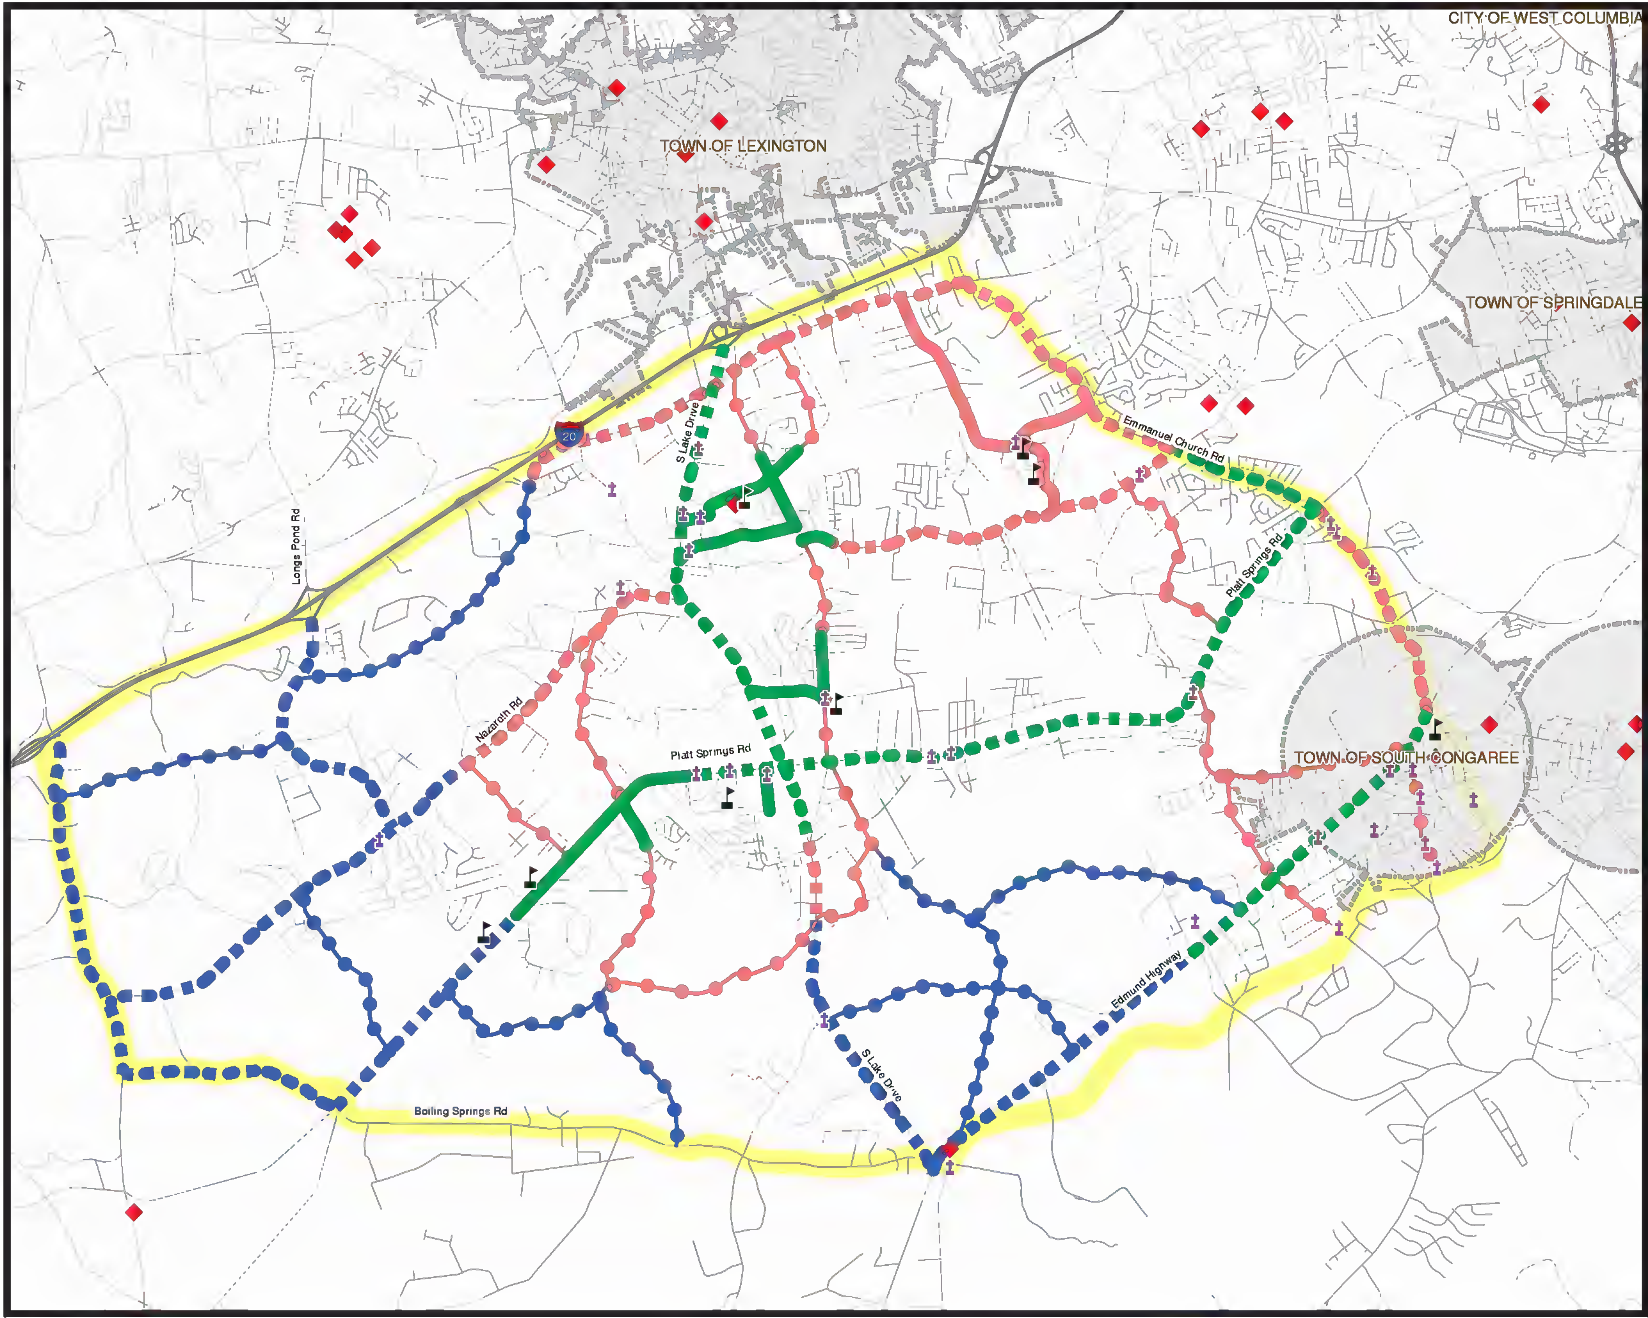 CITY OF WEST COLUMBIA
TOWN OF LEXINGTON
TOWN OF SPRINGDALE
S Lake Drive
Emmanuel Church Rd
20
Longs Pond Rd
Platt Springs Rd
Nazaroth Rd
Platt Springs Rd
TOWN OF SOUTH CONGAREE
Edmund Highway
S Lake Drive
Boiling Springs Rd